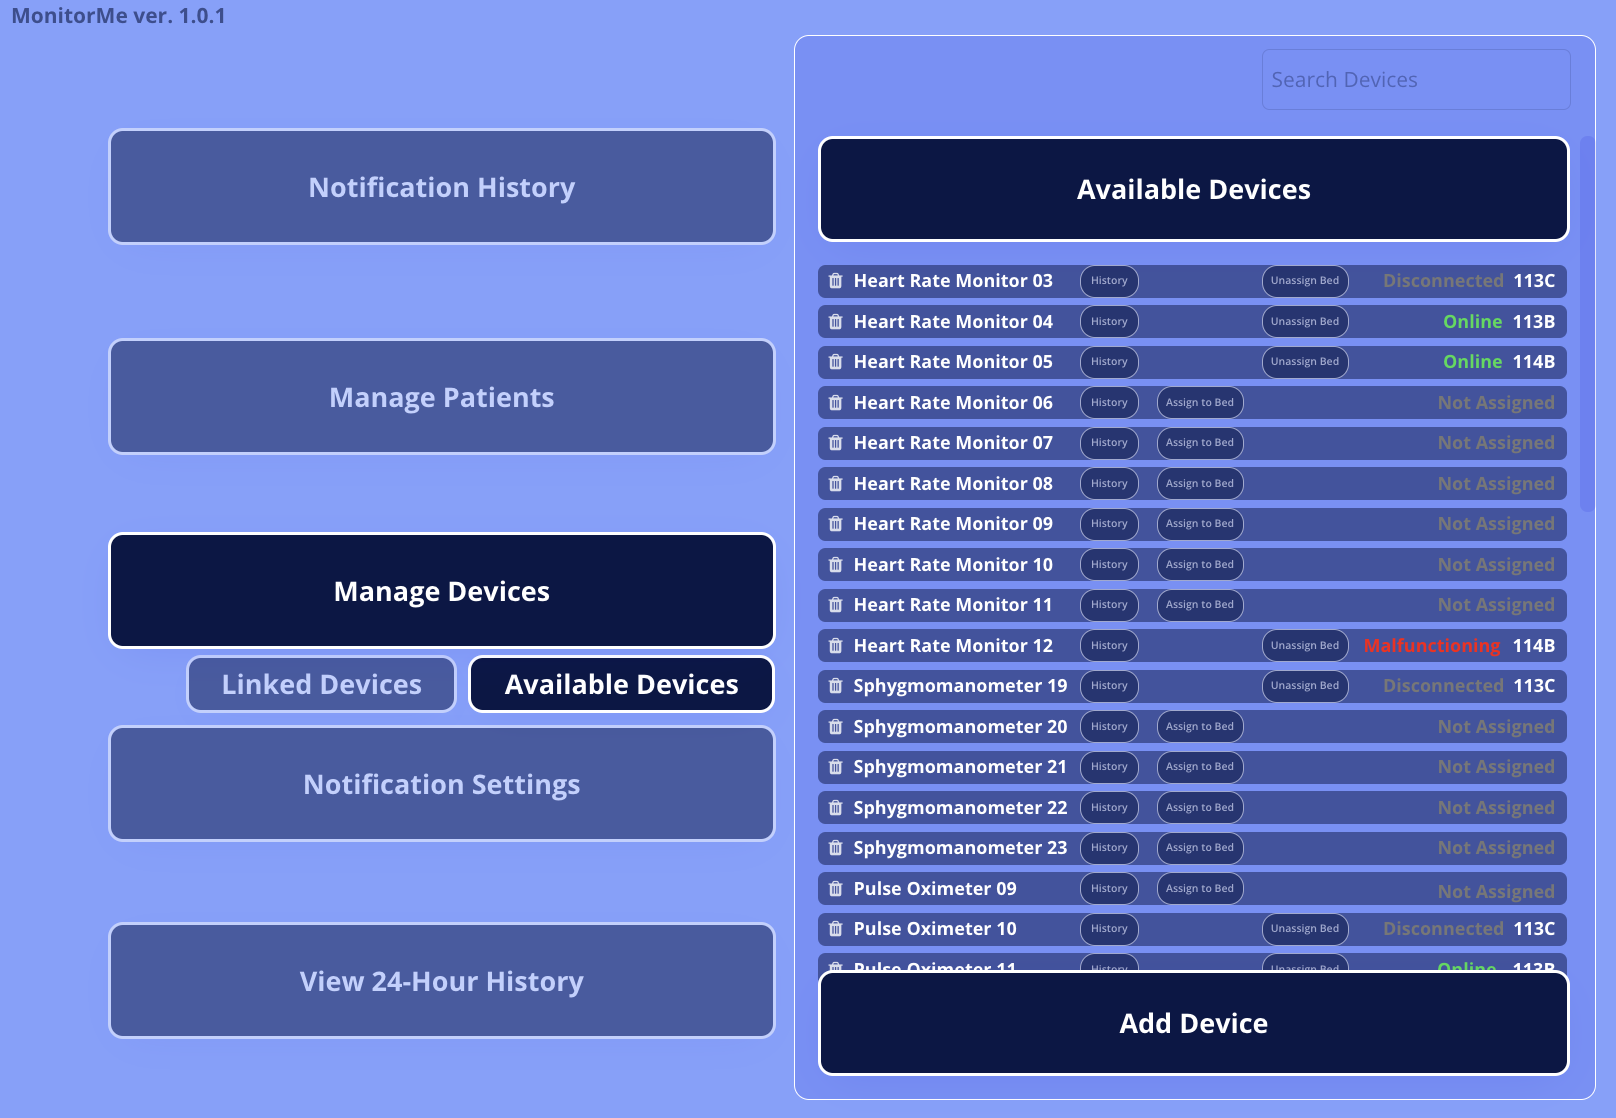 MonitorMe ver. 1.0.1
Notification History
Manage Patients
Manage Devices
Linked Devices Available Devices
Notification Settings
View 24-Hour History
Search Devices
Available Devices
Heart Rate Monitor 03 History Unassign Bed Disconnected 113C
Heart Rate Monitor 04 History Unassign Bed Online 113B
Heart Rate Monitor 05 History Unassign Bed Online 114B
Heart Rate Monitor 06 History Assign to Bed Not Assigned
Heart Rate Monitor 07 History Assign to Bed Not Assigned
Heart Rate Monitor 08 History Assign to Bed Not Assigned
Heart Rate Monitor 09 History Assign to Bed Not Assigned
Heart Rate Monitor 10 History Assign to Bed Not Assigned
Heart Rate Monitor 11 History Assign to Bed Not Assigned
Heart Rate Monitor 12 History Unassign Bed Malfunctioning 114B
Sphygmomanometer 19 History Unassign Bed Disconnected 113C
Sphygmomanometer 20 History Assign to Bed Not Assigned
Sphygmomanometer 21 History Assign to Bed Not Assigned
Sphygmomanometer 22 History Assign to Bed Not Assigned
Sphygmomanometer 23 History Assign to Bed Not Assigned
Pulse Oximeter 09 History Assign to Bed Not Assigned
Pulse Oximeter 10 History Unassign Bed Disconnected 113C
Pulse Oximeter 11 History Unassign Bed Online 113B
Add Device